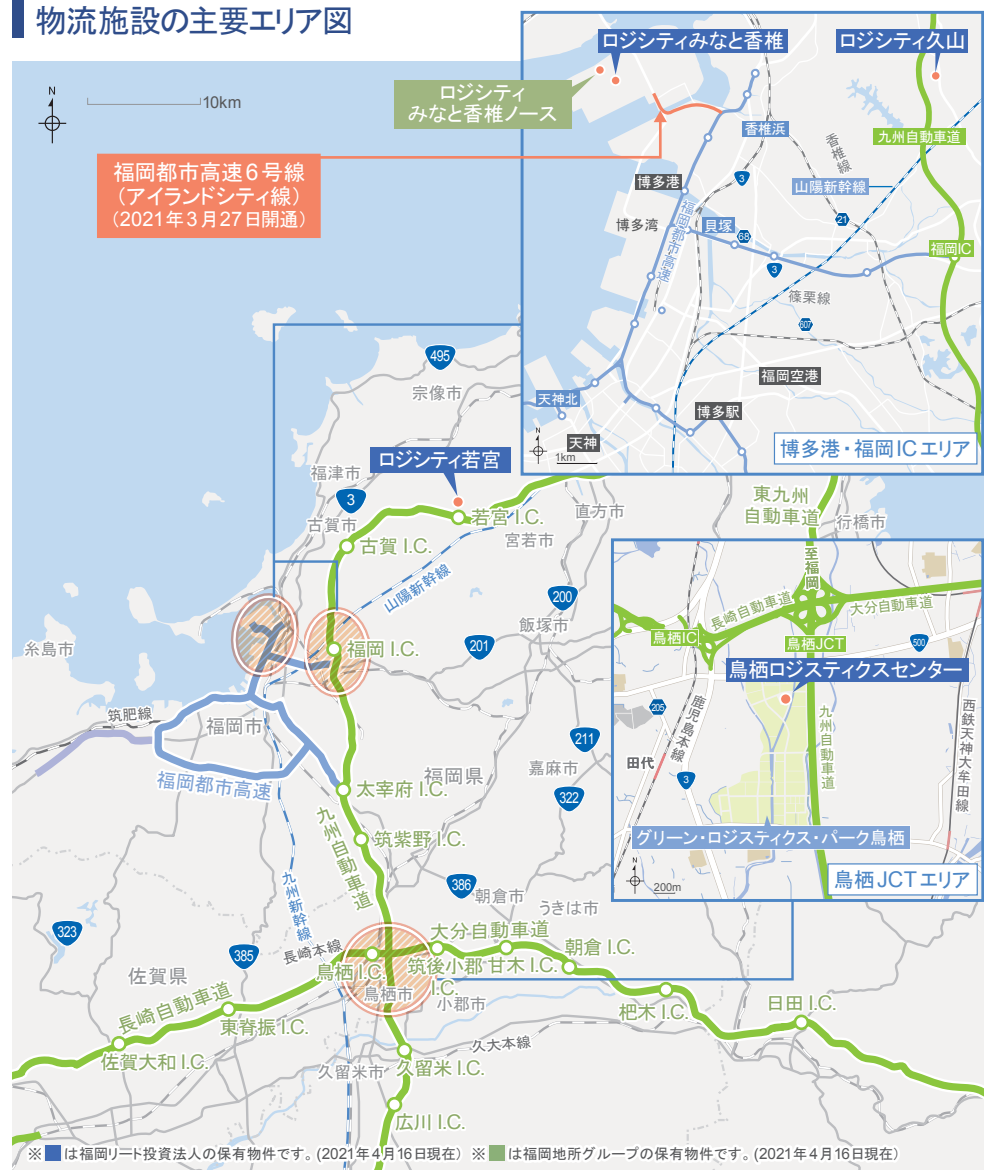 物流施設の主要エリア図
N
10km
ロジシティみなと香椎
ロジシティ久山
ロジシティ
みなと香椎ノース
福岡都市高速6号線
(アイランドシティ線)
(2021年3月27日開通)
香椎浜
香椎線
九州自動車道
博多港
3
山陽新幹線
博多湾
福岡都市高速
貝塚
68
21
福岡IC
3
篠栗線
607
福岡空港
天神北
博多駅
N
天神
1km
博多港・福岡ICエリア
495
宗像市
ロジシティ若宮
福津市
3
古賀市
若宮 I.C.
直方市
古賀 I.C.
宮若市
山陽新幹線
東九州
自動車道
行橋市
200
飯塚市
201
福岡 I.C.
糸島市
筑肥線
福岡市
福岡都市高速
211
福岡県
嘉麻市
322
太宰府 I.C.
九州自動車道
筑紫野 I.C.
九州新幹線
386
朝倉市
うきは市
至福岡
長崎自動車道
大分自動車道
鳥栖IC
鳥栖JCT
500
鳥栖ロジスティクスセンター
205
鹿児島本線
九州自動車道
西鉄天神大牟田線
田代
3
グリーン・ロジスティクス・パーク鳥栖
N
200m
鳥栖JCTエリア
323
385
長崎本線
大分自動車道
朝倉 I.C.
佐賀県
鳥栖 I.C.
筑後小郡
I.C.
甘木 I.C.
鳥栖市
小郡市
長崎自動車道
東脊振 I.C.
杷木 I.C.
日田 I.C.
佐賀大和 I.C.
久留米市
久留米 I.C.
久大本線
広川 I.C.
※ は福岡リート投資法人の保有物件です。(2021年4月16日現在) ※ は福岡地所グループの保有物件です。(2021年4月16日現在)